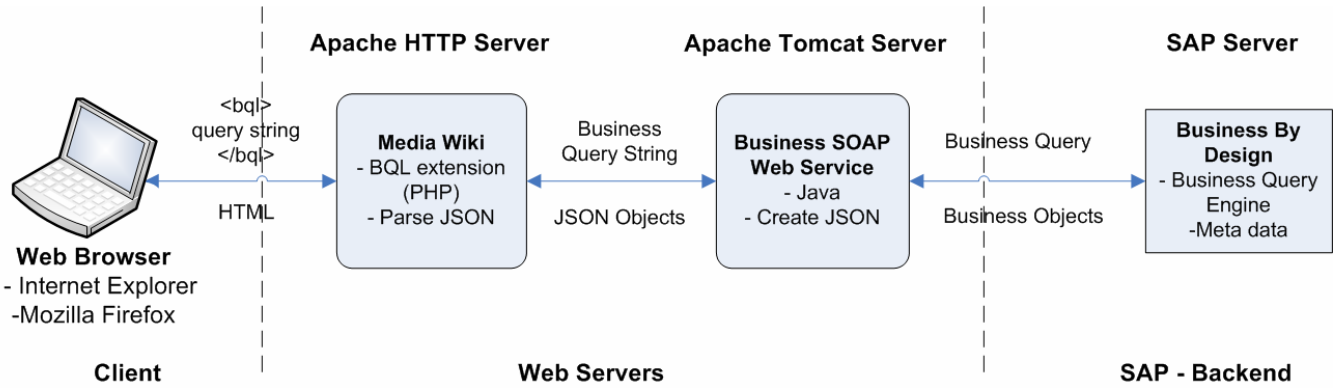 Apache HTTP Server
Apache Tomcat Server
SAP Server
<bql>
query string
</bql>
HTML
Media Wiki
- BQL extension
(PHP)
- Parse JSON
Business
Query String
JSON Objects
Business SOAP
Web Service
- Java
- Create JSON
Business Query
Business Objects
Business By
Design
- Business Query
Engine
-Meta data
Web Browser
- Internet Explorer
-Mozilla Firefox
Client
Web Servers
SAP - Backend